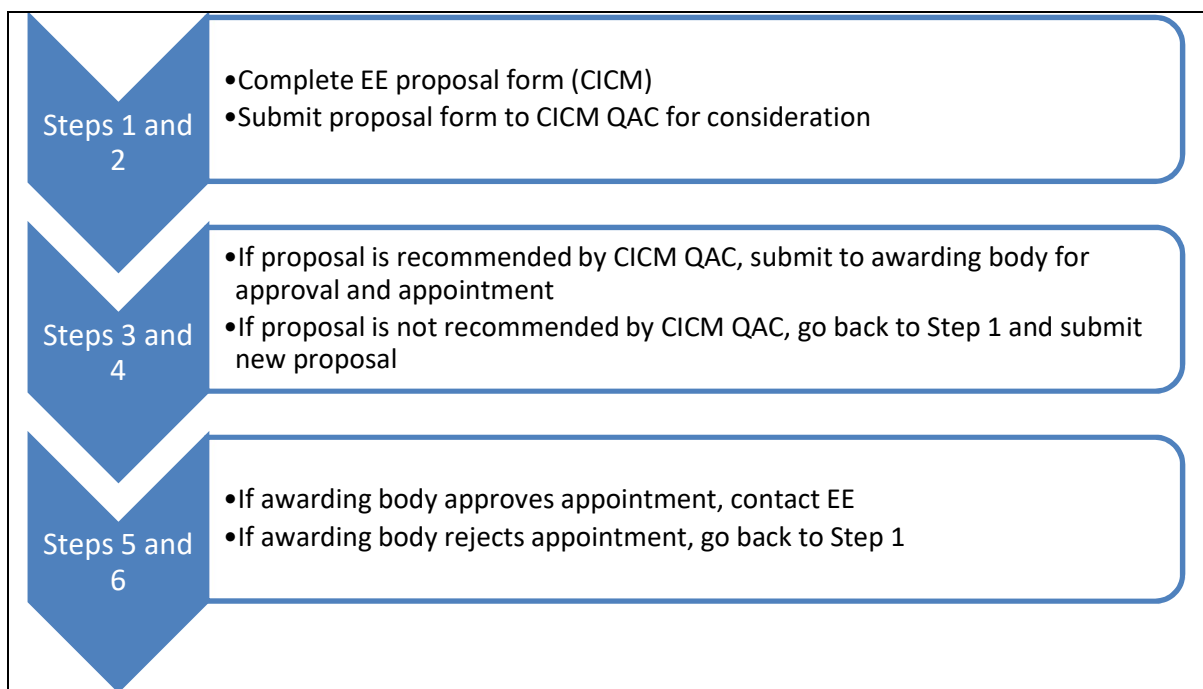 Steps 1 and
2
•Complete EE proposal form (CICM)
•Submit proposal form to CICM QAC for consideration
Steps 3 and
4
•If proposal is recommended by CICM QAC, submit to awarding body for
approval and appointment
•If proposal is not recommended by CICM QAC, go back to Step 1 and submit
new proposal
Steps 5 and
6
•If awarding body approves appointment, contact EE
•If awarding body rejects appointment, go back to Step 1